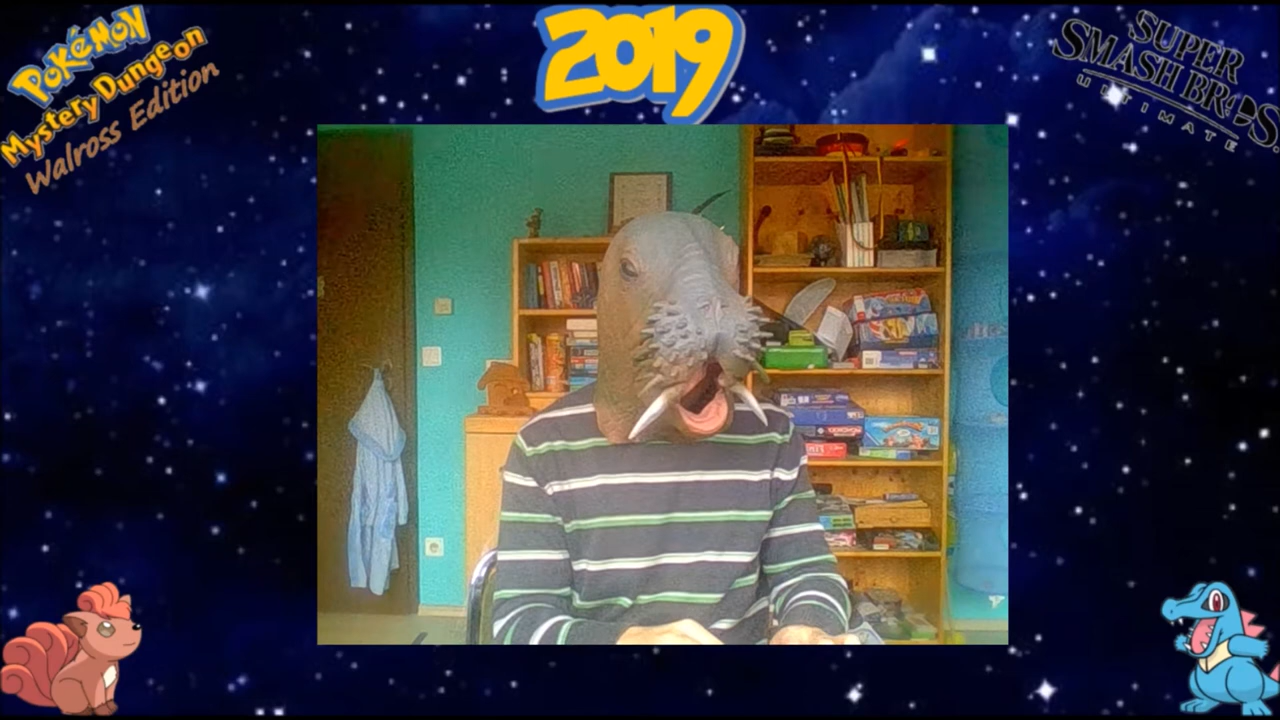 Pokémon
Mystery Dungeon
Walross Edition
2019
SUPER
SMASH BROS.
ULTIMATE